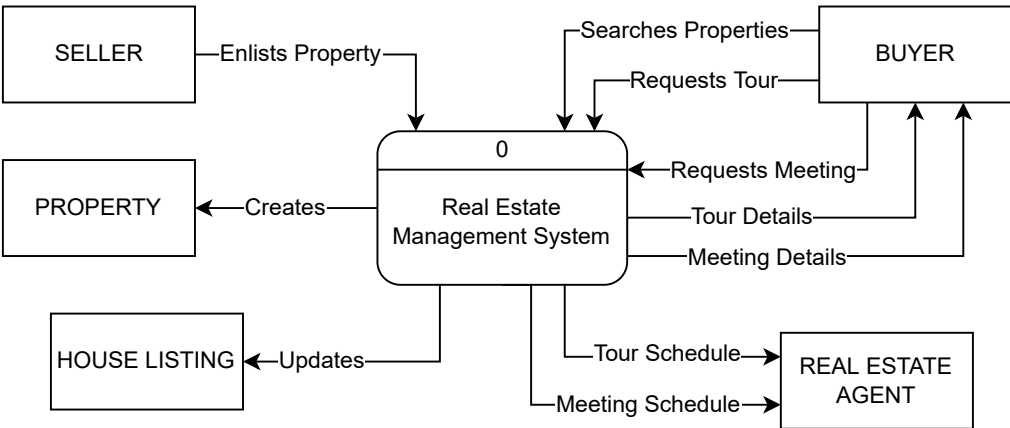 SELLER
Enlists Property
Searches Properties
BUYER
Requests Tour
0
Requests Meeting
PROPERTY
Creates
Real Estate
Management System
Tour Details
Meeting Details
HOUSE LISTING
Updates
Tour Schedule
REAL ESTATE
AGENT
Meeting Schedule